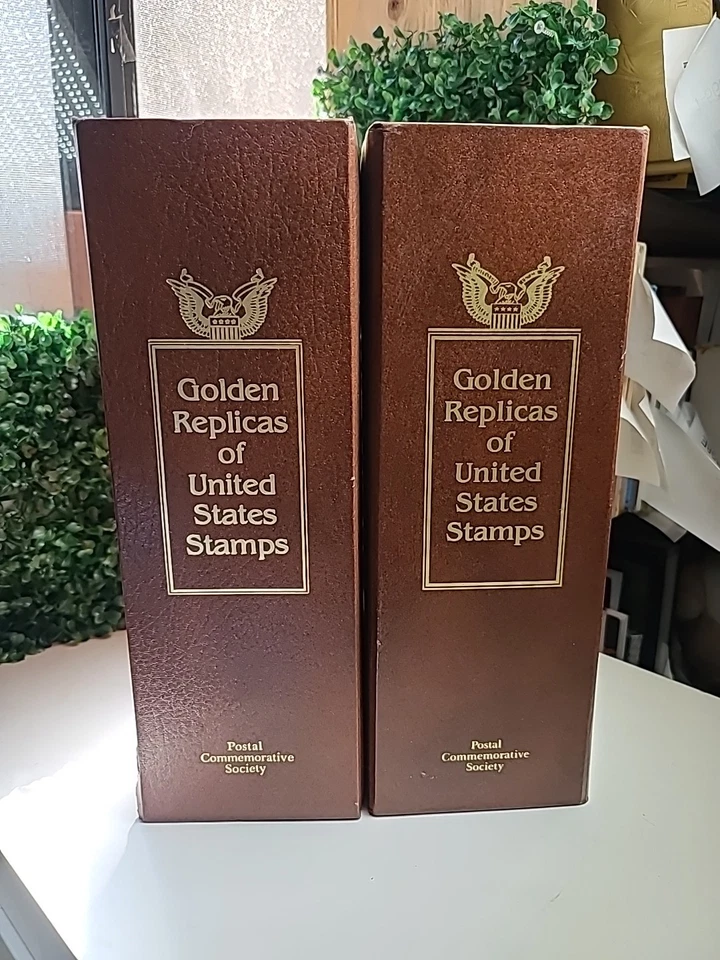 Golden
Replicas
of
United
States
Stamps
Postal
Commemorative
Society
Golden
Replicas
of
United
States
Stamps
Postal
Commemorative
Society